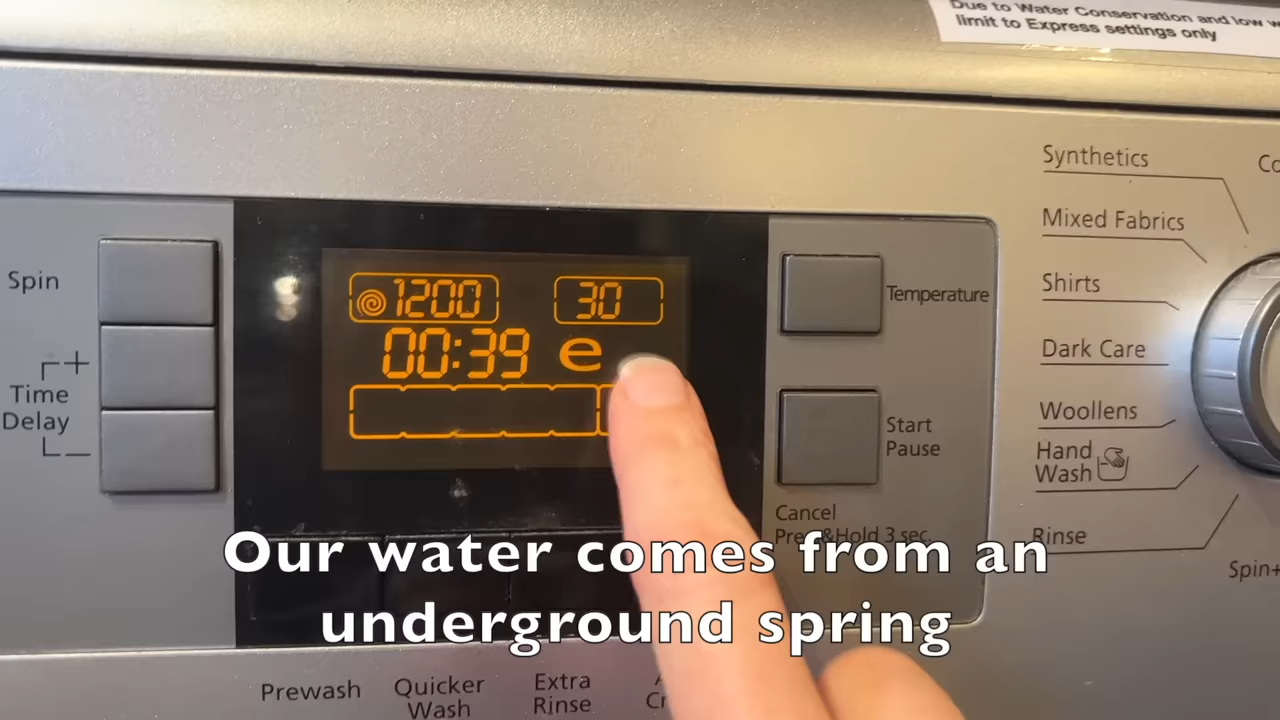 Due to Water Conservation and low
limit to Express settings only
Synthetics
Mixed Fabrics
Shirts
Dark Care
Woollens
Hand
Wash
Rinse
Spin+
Spin
+
Time
Delay
-
1200
30
00:39 e
Temperature
Start
Pause
Cancel
Press&Hold 3 sec.
Our water comes from an
underground spring
Prewash
Quicker
Wash
Extra
Rinse